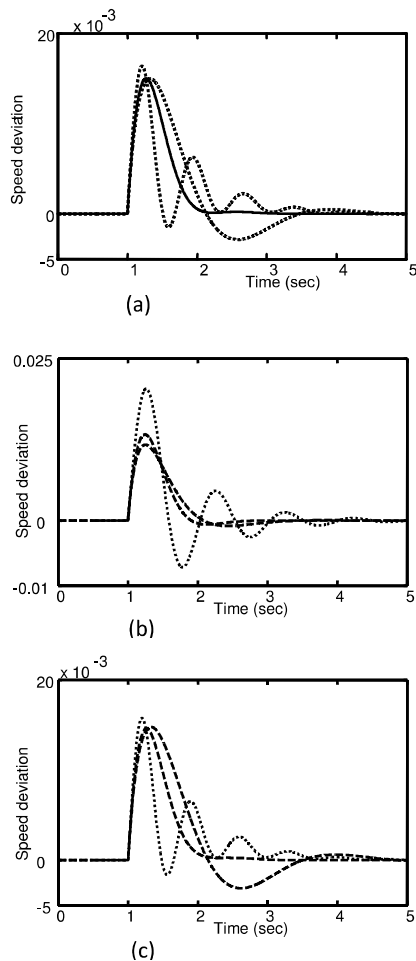 x 10 -3
20
Speed deviation
0
-5
0 1 2 3 4 5
Time (sec)
(a)
0.025
Speed deviation
0
-0.01
0 1 2 3 4 5
Time (sec)
(b)
x 10 -3
20
Speed deviation
0
-5
0 1 2 3 4 5
Time (sec)
(c)